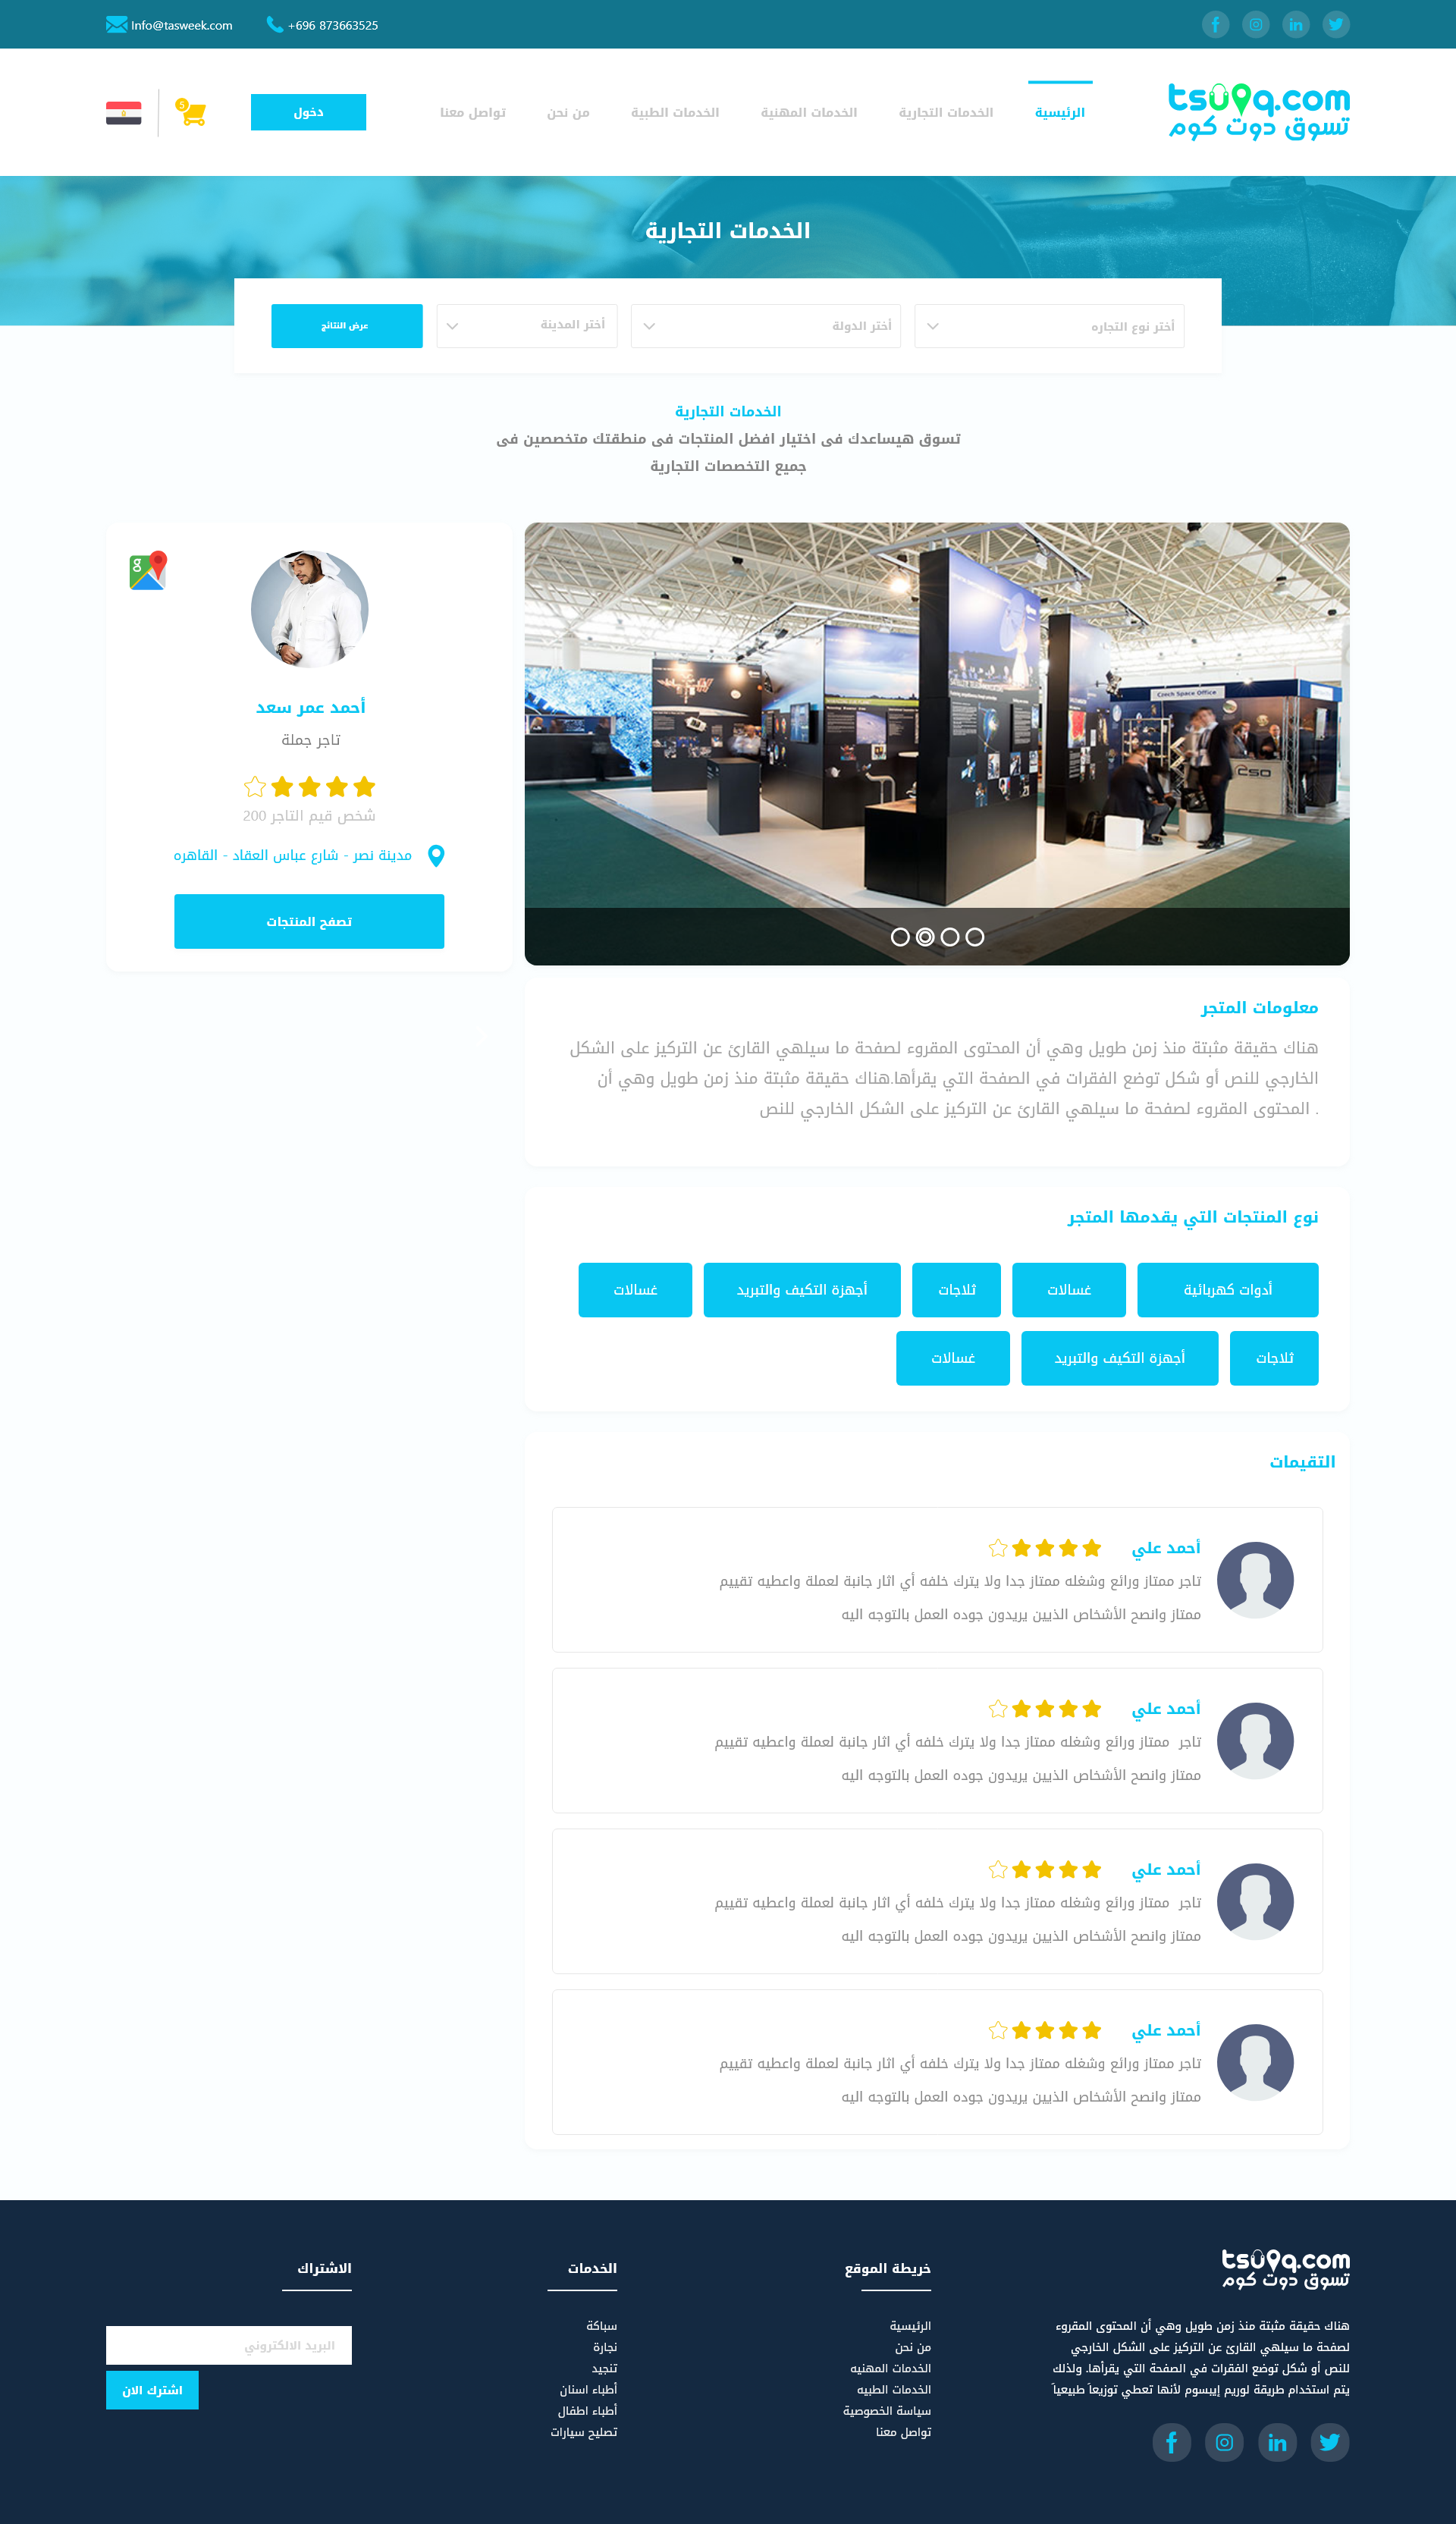 Info@tasweek.com
+696 873663525
tsuqq.com
تسوق دوت كوم
الرئيسية
الخدمات التجارية
الخدمات المهنية
الخدمات الطبية
من نحن
تواصل معنا
دخول
5
الخدمات التجارية
أختر نوع التجاره
أختر الدولة
أختر المدينة
عرض النتائج
الخدمات التجارية
تسوق هيساعدك فى اختيار افضل المنتجات فى منطقتك متخصصين فى
جميع التخصصات التجارية
Czech Space Office
CSO
أحمد عمر سعد
تاجر جملة
شخص قيم التاجر 200
مدينة نصر - شارع عباس العقاد - القاهره
تصفح المنتجات
معلومات المتجر
هناك حقيقة مثبتة منذ زمن طويل وهي أن المحتوى المقروء لصفحة ما سيلهي القارئ عن التركيز على الشكل
الخارجي للنص أو شكل توضع الفقرات في الصفحة التي يقرأها.هناك حقيقة مثبتة منذ زمن طويل وهي أن
. المحتوى المقروء لصفحة ما سيلهي القارئ عن التركيز على الشكل الخارجي للنص
نوع المنتجات التي يقدمها المتجر
أدوات كهربائية
غسالات
ثلاجات
أجهزة التكيف والتبريد
غسالات
ثلاجات
أجهزة التكيف والتبريد
غسالات
التقيمات
أحمد علي
تاجر ممتاز ورائع وشغله ممتاز جدا ولا يترك خلفه أي اثار جانبة لعملة واعطيه تقييم
ممتاز وانصح الأشخاص الذيين يريدون جوده العمل بالتوجه اليه
أحمد علي
تاجر ممتاز ورائع وشغله ممتاز جدا ولا يترك خلفه أي اثار جانبة لعملة واعطيه تقييم
ممتاز وانصح الأشخاص الذيين يريدون جوده العمل بالتوجه اليه
أحمد علي
تاجر ممتاز ورائع وشغله ممتاز جدا ولا يترك خلفه أي اثار جانبة لعملة واعطيه تقييم
ممتاز وانصح الأشخاص الذيين يريدون جوده العمل بالتوجه اليه
أحمد علي
تاجر ممتاز ورائع وشغله ممتاز جدا ولا يترك خلفه أي اثار جانبة لعملة واعطيه تقييم
ممتاز وانصح الأشخاص الذيين يريدون جوده العمل بالتوجه اليه
tsuqq.com
تسوق دوت كوم
هناك حقيقة مثبتة منذ زمن طويل وهي أن المحتوى المقروء
لصفحة ما سيلهي القارئ عن التركيز على الشكل الخارجي
للنص أو شكل توضع الفقرات في الصفحة التي يقرأها. ولذلك
يتم استخدام طريقة لوريم إيبسوم لأنها تعطي توزيعاَ طبيعياَ
خريطة الموقع
الرئيسية
من نحن
الخدمات المهنيه
الخدمات الطبيه
سياسة الخصوصية
تواصل معنا
الخدمات
سباكة
نجارة
تنجيد
أطباء اسنان
أطباء اطفال
تصليح سيارات
الاشتراك
البريد الالكتروني
اشترك الان